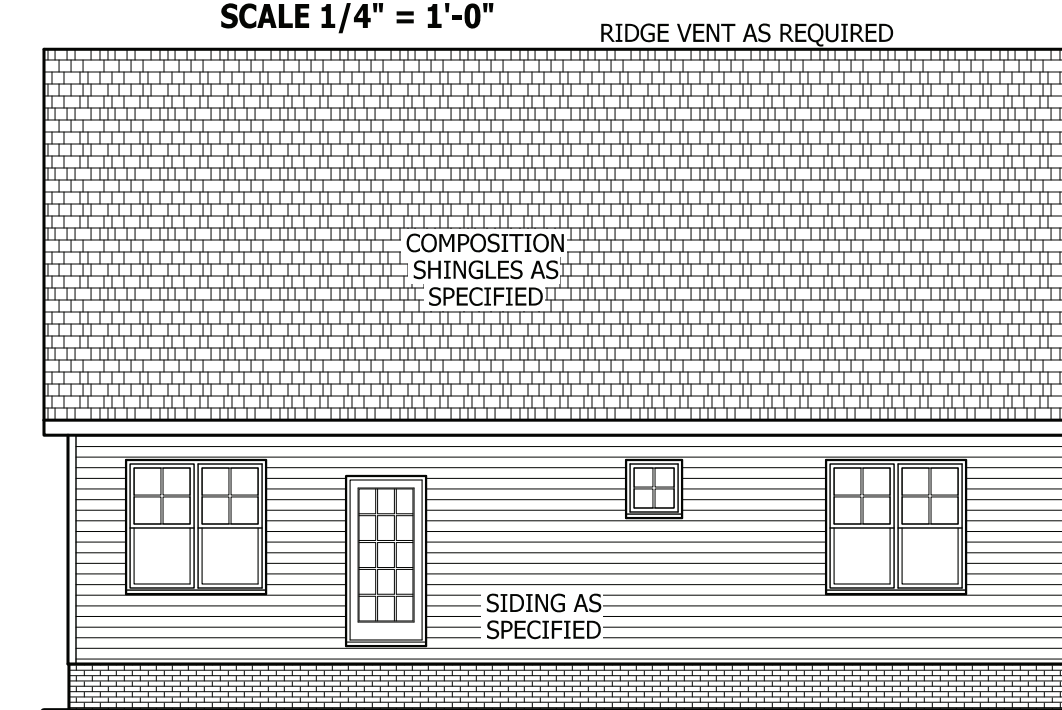 SCALE 1/4" = 1'-0"
RIDGE VENT AS REQUIRED
COMPOSITION
SHINGLES AS
SPECIFIED
SIDING AS
SPECIFIED